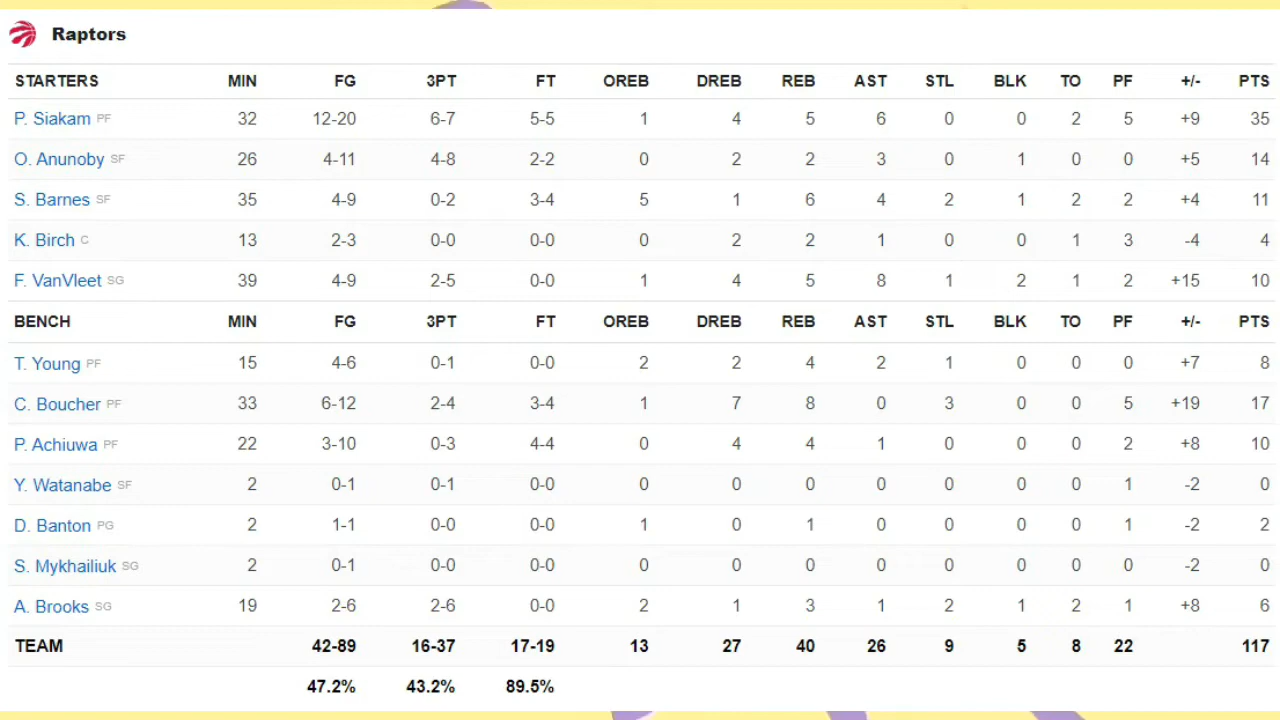 Raptors
STARTERS MIN FG 3PT FT OREB DREB REB AST STL BLK TO PF +/- PTS
P. Siakam PF 32 12-20 6-7 5-5 1 4 5 6 0 0 2 5 +9 35
O. Anunoby SF 26 4-11 4-8 2-2 0 2 2 3 0 1 0 0 +5 14
S. Barnes SF 35 4-9 0-2 3-4 5 1 6 4 2 1 2 2 +4 11
K. Birch C 13 2-3 0-0 0-0 0 2 2 1 0 0 1 3 -4 4
F. VanVleet SG 39 4-9 2-5 0-0 1 4 5 8 1 2 1 2 +15 10
BENCH MIN FG 3PT FT OREB DREB REB AST STL BLK TO PF +/- PTS
T. Young PF 15 4-6 0-1 0-0 2 2 4 2 1 0 0 0 +7 8
C. Boucher PF 33 6-12 2-4 3-4 1 7 8 0 3 0 0 5 +19 17
P. Achiuwa PF 22 3-10 0-3 4-4 0 4 4 1 0 0 0 2 +8 10
Y. Watanabe SF 2 0-1 0-1 0-0 0 0 0 0 0 0 0 1 -2 0
D. Banton PG 2 1-1 0-0 0-0 1 0 1 0 0 0 0 1 -2 2
S. Mykhailiuk SG 2 0-1 0-0 0-0 0 0 0 0 0 0 0 0 -2 0
A. Brooks SG 19 2-6 2-6 0-0 2 1 3 1 2 1 2 1 +8 6
TEAM 42-89 16-37 17-19 13 27 40 26 9 5 8 22 117
47.2% 43.2% 89.5%